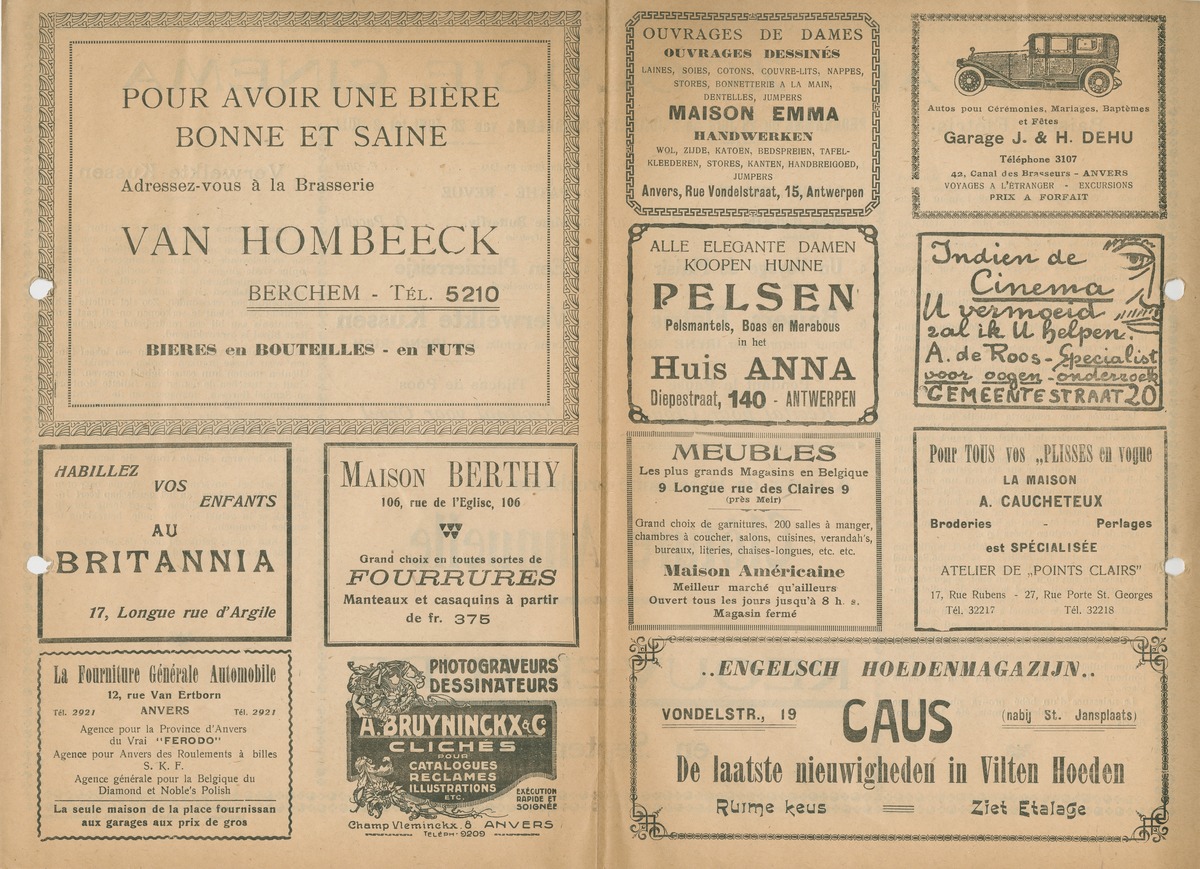 POUR AVOIR UNE BIÈRE
BONNE ET SAINE
Adressez-vous à la Brasserie
VAN HOMBEECK
BERCHEM - TÉL. 5210
BIERES en BOUTEILLES - en FUTS
HABILLEZ
VOS
ENFANTS
AU
BRITANNIA
17, Longue rue d'Argile
MAISON BERTHY
106, rue de l'Eglise, 106
Grand choix en toutes sortes de
FOURRURES
Manteaux et casaquins à partir
de fr. 375
La Fourniture Générale Automobile
12, rue Van Ertborn
Tél. 2921 ANVERS Tél. 2921
Agence pour la Province d'Anvers
du Vrai "FERODO"
Agence pour Anvers des Roulements à billes
S. K. F.
Agence générale pour la Belgique du
Diamond et Noble's Polish
La seule maison de la place fournissan
aux garages aux prix de gros
PHOTOGRAVEURS
DESSINATEURS
A. BRUYNINCKX & Co
CLICHÉS
POUR
CATALOGUES
RÉCLAMES
ILLUSTRATIONS
ETC.
EXÉCUTION
RAPIDE ET
SOIGNÉE
Champ Vleminckx. 8 ANVERS
TÉLÉPH. 9209
OUVRAGES DE DAMES
OUVRAGES DESSINÉS
LAINES, SOIES, COTONS, COUVRE-LITS, NAPPES,
STORES, BONNETTERIE A LA MAIN,
DENTELLES, JUMPERS
MAISON EMMA
HANDWERKEN
WOL, ZIJDE, KATOEN, BEDSPREIEN, TAFEL-
KLEEDEREN, STORES, KANTEN, HANDBREIGOED,
JUMPERS
Anvers, Rue Vondelstraat, 15, Antwerpen
Autos pour Cérémonies, Mariages, Baptèmes
et Fêtes
Garage J. & H. DEHU
Téléphone 3107
42, Canal des Brasseurs - ANVERS
VOYAGES A L'ÉTRANGER - EXCURSIONS
PRIX A FORFAIT
ALLE ELEGANTE DAMEN
KOOPEN HUNNE
PELSEN
Pelsmantels, Boas en Marabous
in het
Huis ANNA
Diepestraat, 140 - ANTWERPEN
Indien de
Cinema
U vermoeid
zal ik U helpen.
A. de Roos - Specialist
voor oogen-onderzoek
GEMEENTESTRAAT 20
MEUBLES
Les plus grands Magasins en Belgique
9 Longue rue des Claires 9
(près Meir)
Grand choix de garnitures. 200 salles à manger,
chambres à coucher, salons, cuisines, verandah's,
bureaux, literies, chaises-longues, etc. etc.
Maison Américaine
Meilleur marché qu'ailleurs
Ouvert tous les jours jusqu'à 8 h. s.
Magasin fermé
Pour TOUS vos „PLISSES en vogue
LA MAISON
A. CAUCHETEUX
Broderies - Perlages
est SPÉCIALISÉE
ATELIER DE „POINTS CLAIRS"
17, Rue Rubens - 27, Rue Porte St. Georges
Tél. 32217 Tél. 32218
..ENGELSCH HOEDENMAGAZIJN..
VONDELSTR., 19 CAUS (nabij St. Jansplaats)
De laatste nieuwigheden in Vilten Hoeden
Ruime keus Ziet Etalage